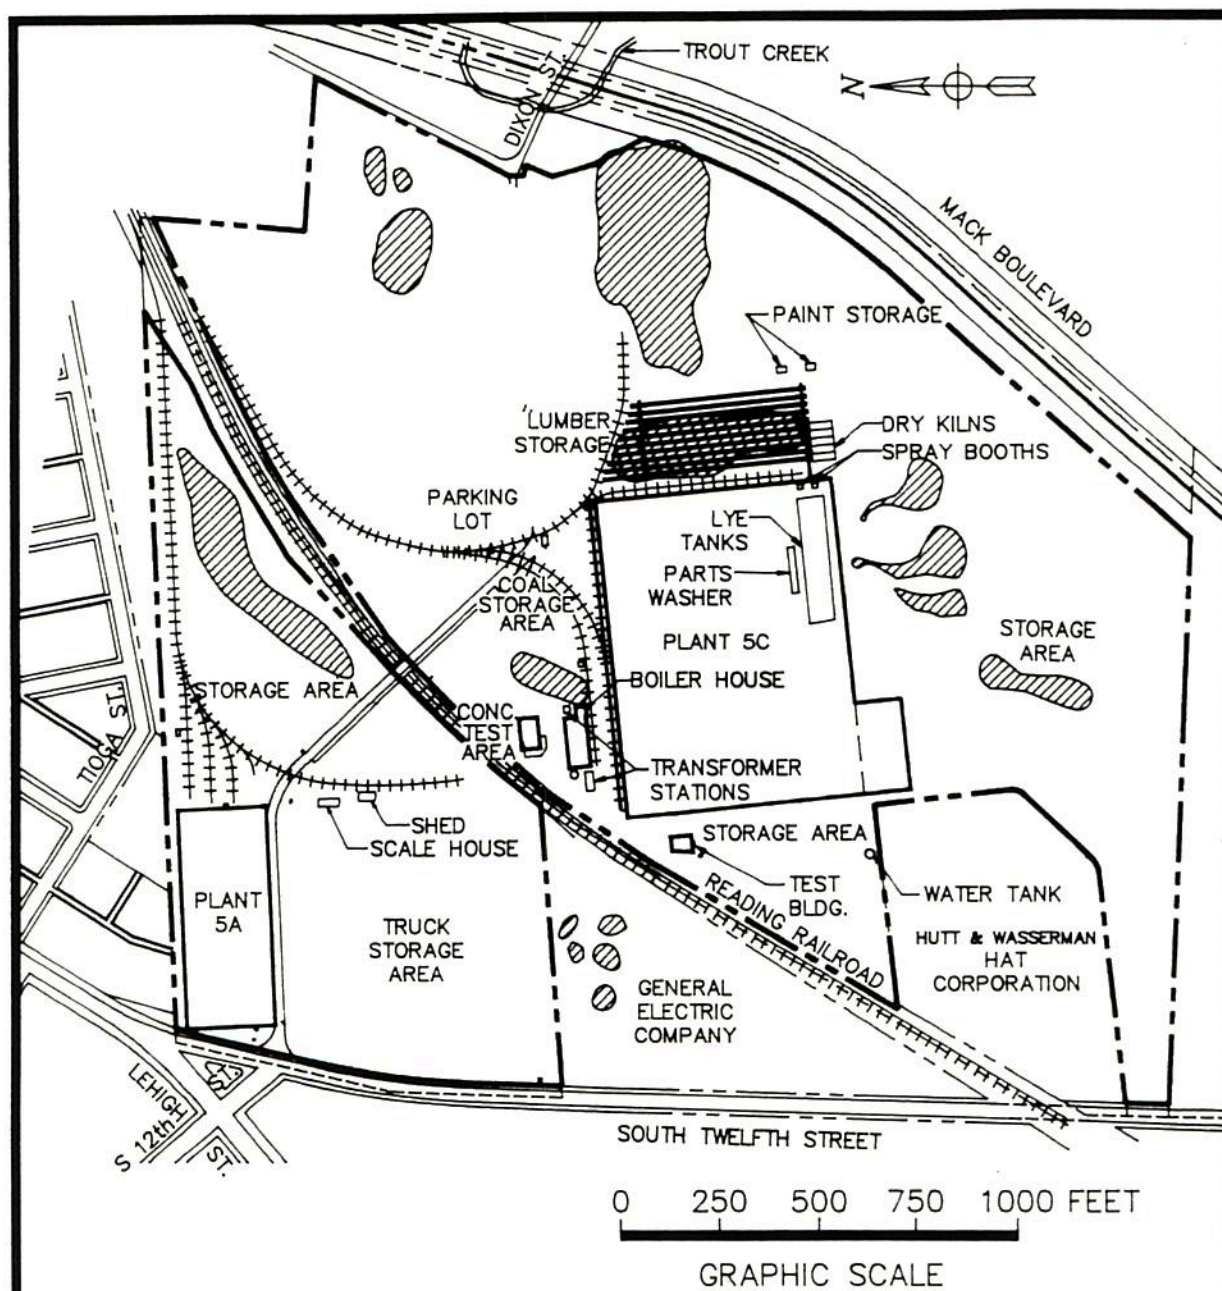 TROUT CREEK
DIXON ST.
N
MACK BOULEVARD
PAINT STORAGE
'LUMBER
STORAGE
DRY KILNS
SPRAY BOOTHS
PARKING
LOT
LYE
TANKS
COAL
STORAGE
AREA
PARTS
WASHER
PLANT 5C
STORAGE
AREA
STORAGE AREA
BOILER HOUSE
TIOGA ST.
CONC
TEST
AREA
TRANSFORMER
STATIONS
SHED
SCALE HOUSE
STORAGE AREA
TEST
BLDG.
WATER TANK
PLANT
5A
TRUCK
STORAGE
AREA
READING RAILROAD
HUTT & WASSERMAN
HAT
CORPORATION
GENERAL
ELECTRIC
COMPANY
LEHIGH
ST.
S 12th
ST.
SOUTH TWELFTH STREET
0 250 500 750 1000 FEET
GRAPHIC SCALE